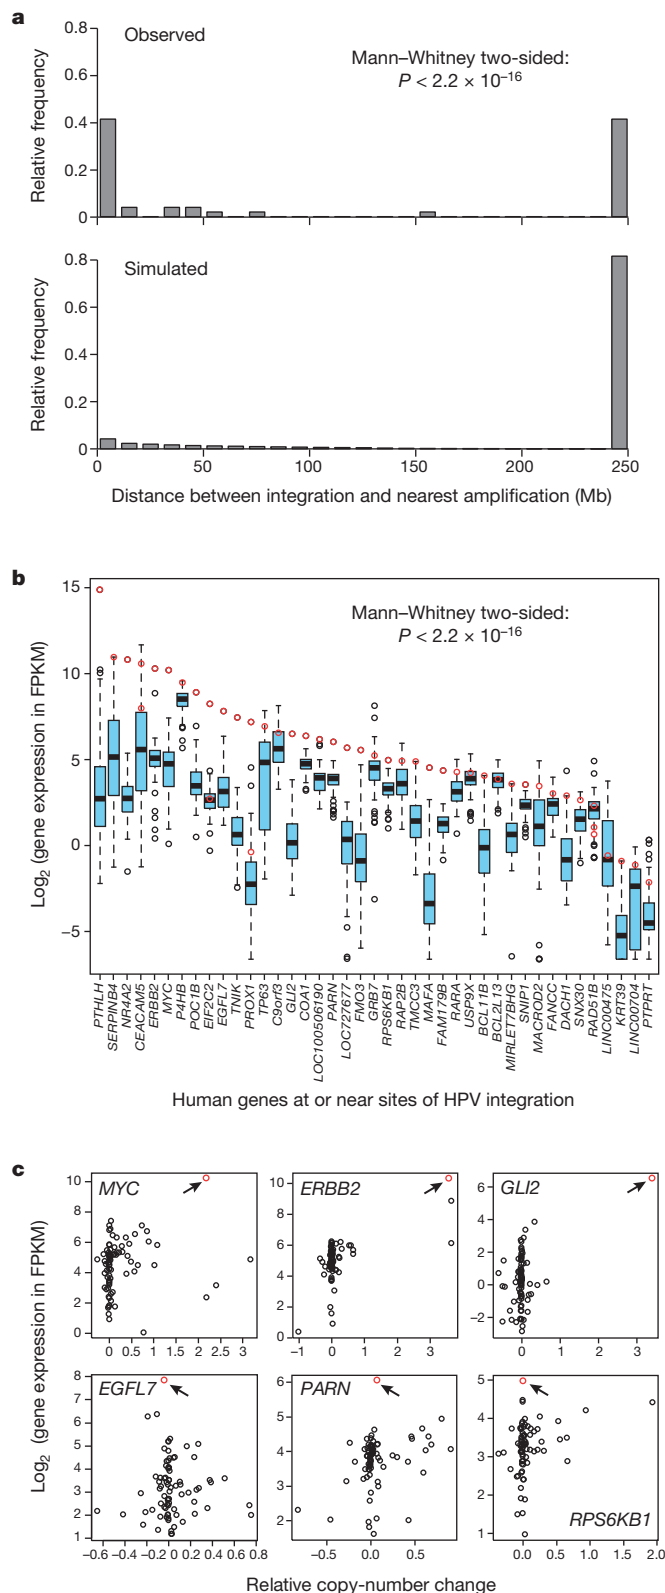 a
Observed
Mann–Whitney two-sided:
P < 2.2 × 10–16
Relative frequency
0.8
0.6
0.4
0.2
0
Simulated
Relative frequency
0.8
0.6
0.4
0.2
0
0 50 100 150 200 250
Distance between integration and nearest amplification (Mb)
b
Mann–Whitney two-sided:
P < 2.2 × 10–16
Log2 (gene expression in FPKM)
15
10
5
0
−5
PTHLH
SERPINB4
NR4A2
CEACAM5
ERBB2
MYC
P4HB
POC1B
EIF2C2
EGFL7
TNIK
PROX1
TP63
C9orf3
GLI2
COA1
LOC100506190
PARN
LOC727677
FMO3
GRB7
RPS6KB1
RAP2B
TMCC3
MAFA
FAM179B
RARA
USP9X
BCL11B
BCL2L13
MIRLET7BHG
SNIP1
MACROD2
FANCC
DACH1
SNX30
RAD51B
LINC00475
KRT39
LINC00704
PTPRT
Human genes at or near sites of HPV integration
c
Log2 (gene expression in FPKM)
MYC
10
8
6
4
2
0
0 0.5 1 1.5 2 2.5 3
ERBB2
10
8
6
4
2
0
−1 0 1 2 3
GLI2
6
4
2
0
−2
0 1 2 3
EGFL7
8
7
6
5
4
3
2
1
−0.6 −0.4 −0.2 0 0.2 0.4 0.6 0.8
PARN
6
5
4
3
2
−0.5 0.0 0.5
RPS6KB1
5
4
3
2
1
0.0 0.5 1.0 1.5 2.0
Relative copy-number change